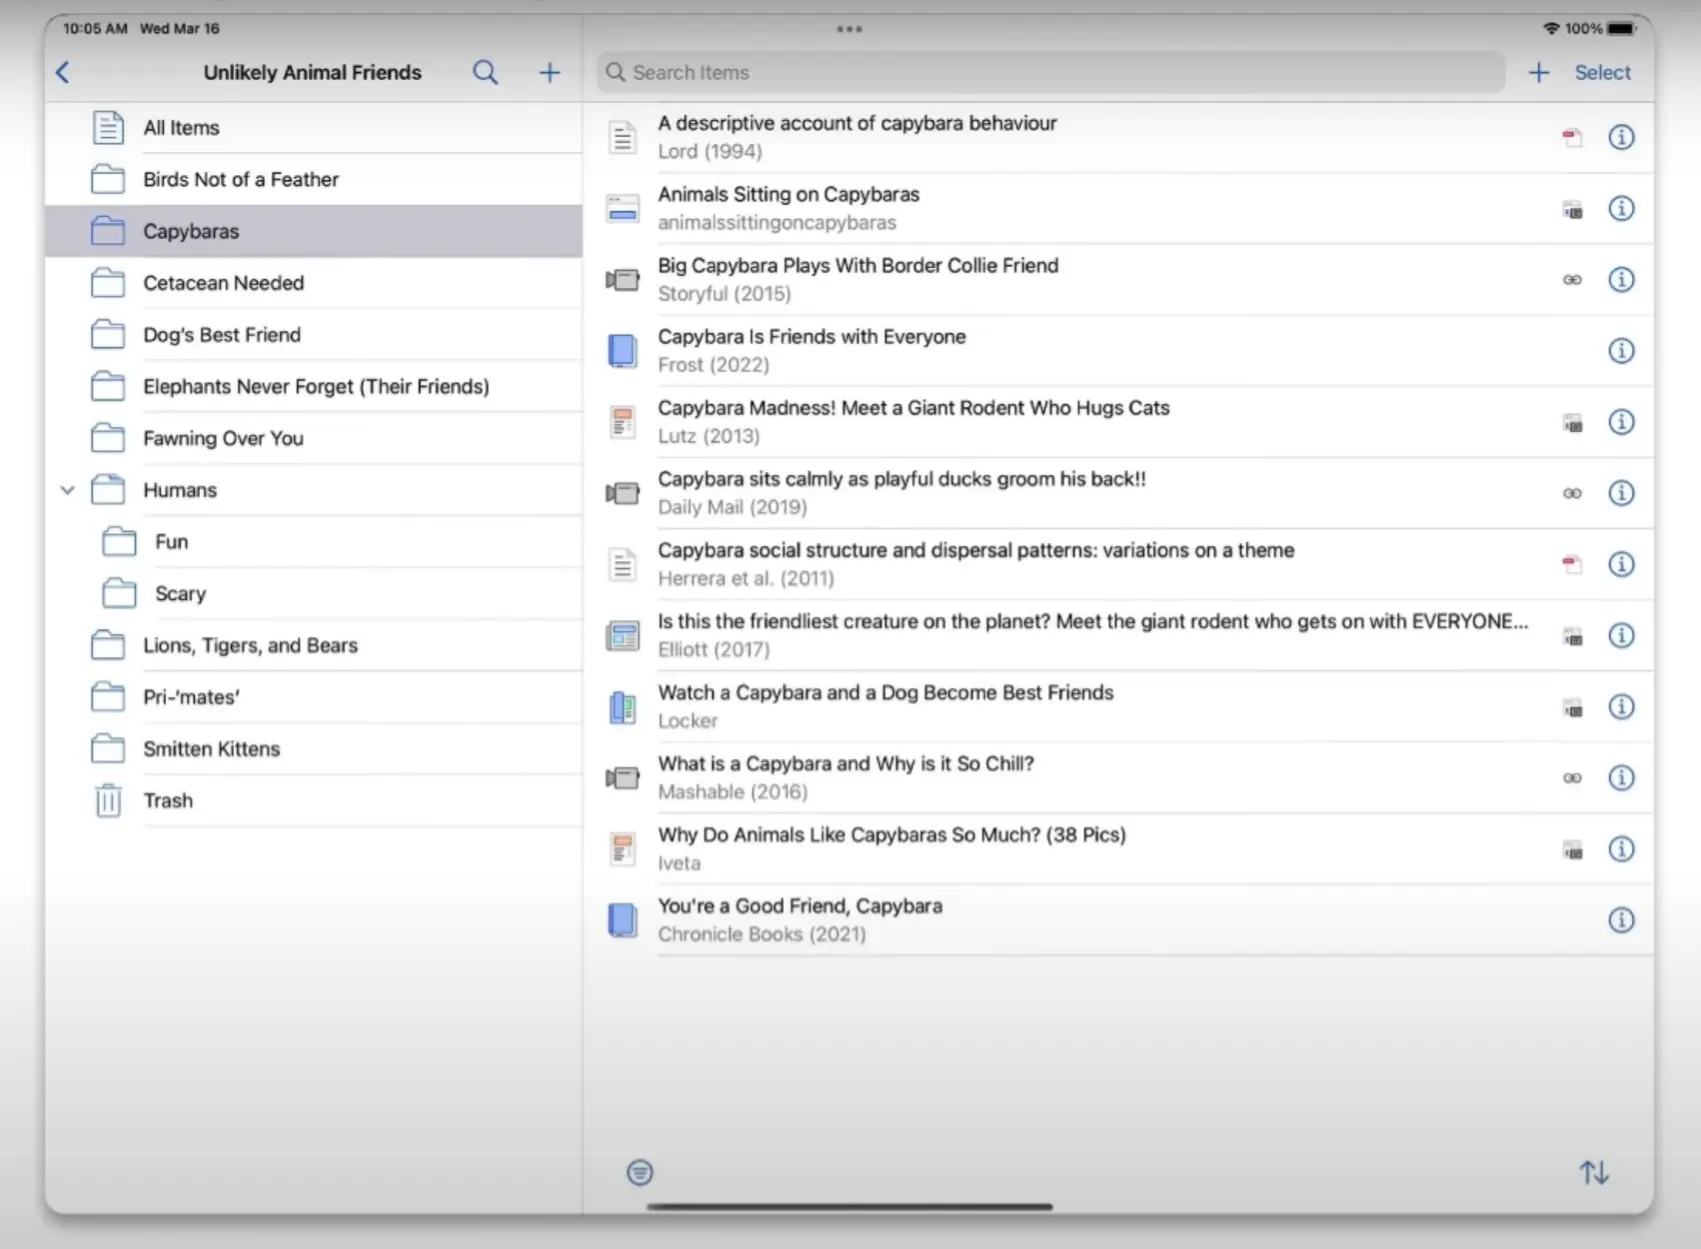 10:05 AM Wed Mar 16
100%
Unlikely Animal Friends
Search Items
Select
All Items
Birds Not of a Feather
Capybaras
Cetacean Needed
Dog's Best Friend
Elephants Never Forget (Their Friends)
Fawning Over You
Humans
Fun
Scary
Lions, Tigers, and Bears
Pri-‘mates’
Smitten Kittens
Trash
A descriptive account of capybara behaviour
Lord (1994)
Animals Sitting on Capybaras
animalssittingoncapybaras
Big Capybara Plays With Border Collie Friend
Storyful (2015)
Capybara Is Friends with Everyone
Frost (2022)
Capybara Madness! Meet a Giant Rodent Who Hugs Cats
Lutz (2013)
Capybara sits calmly as playful ducks groom his back!!
Daily Mail (2019)
Capybara social structure and dispersal patterns: variations on a theme
Herrera et al. (2011)
Is this the friendliest creature on the planet? Meet the giant rodent who gets on with EVERYONE...
Elliott (2017)
Watch a Capybara and a Dog Become Best Friends
Locker
What is a Capybara and Why is it So Chill?
Mashable (2016)
Why Do Animals Like Capybaras So Much? (38 Pics)
Iveta
You're a Good Friend, Capybara
Chronicle Books (2021)